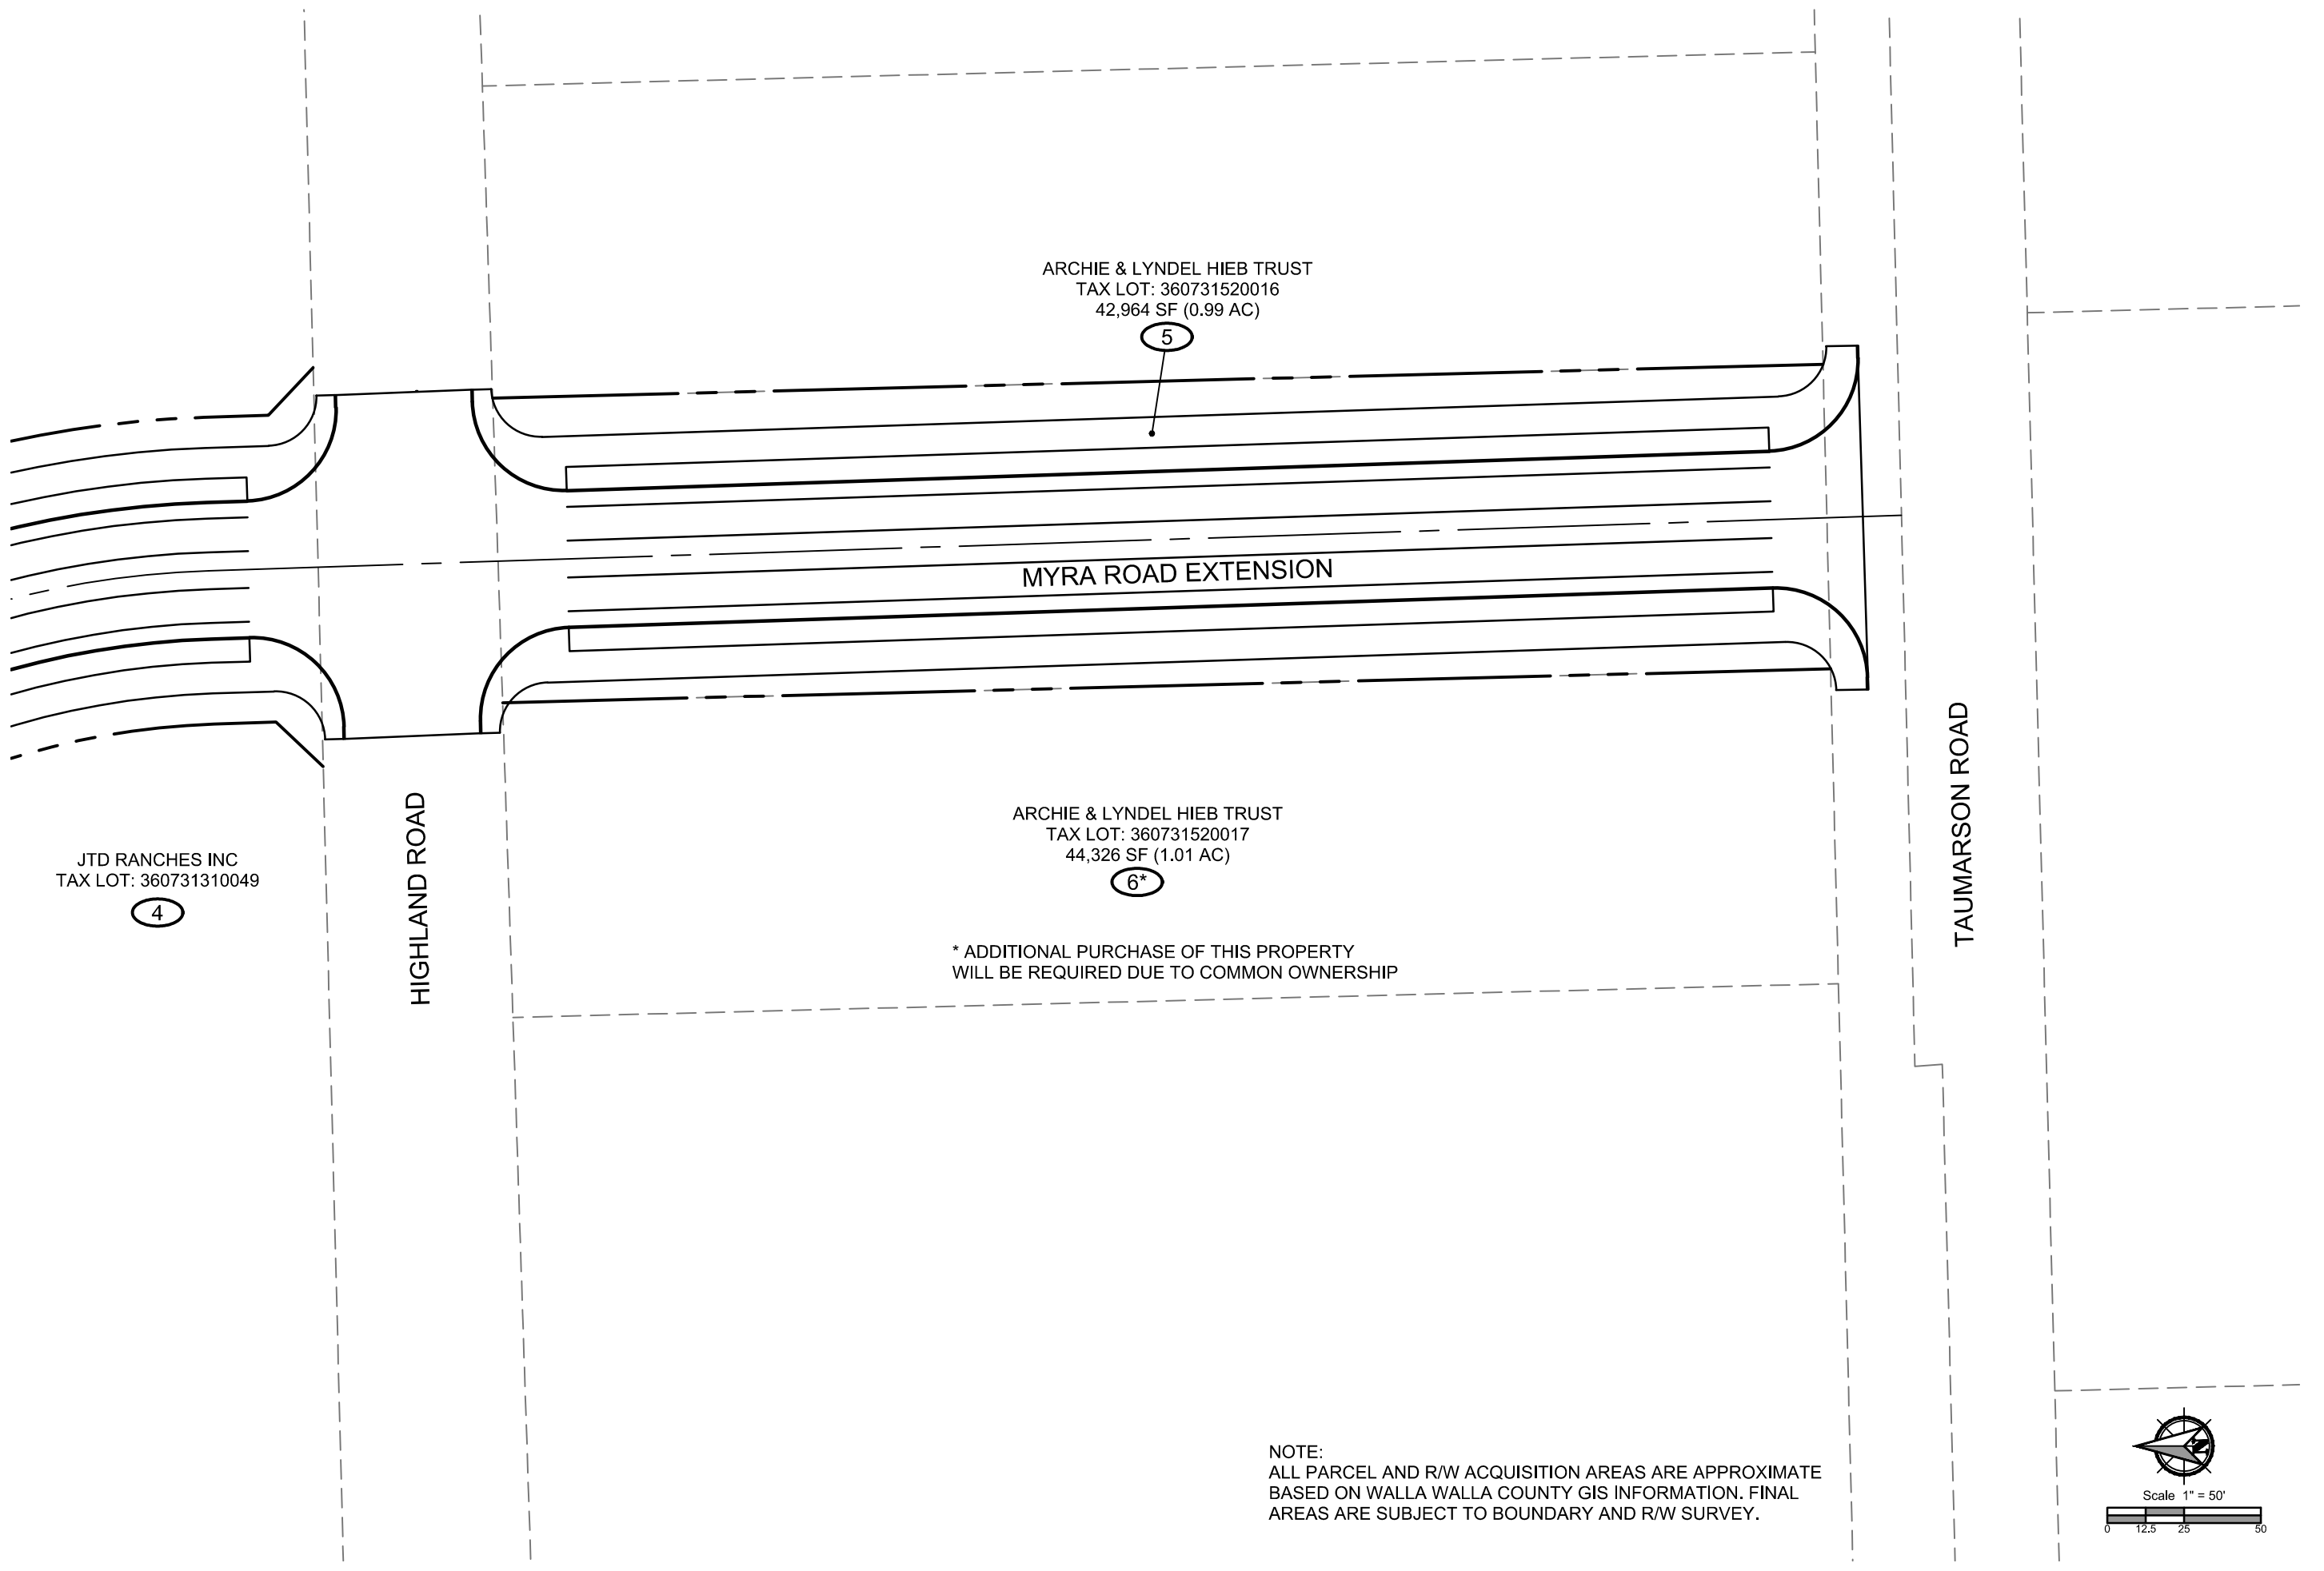 ARCHIE & LYNDEL HIEB TRUST
TAX LOT: 360731520016
42,964 SF (0.99 AC)
5
MYRA ROAD EXTENSION
HIGHLAND ROAD
TAUMARSON ROAD
JTD RANCHES INC
TAX LOT: 360731310049
4
ARCHIE & LYNDEL HIEB TRUST
TAX LOT: 360731520017
44,326 SF (1.01 AC)
6*
* ADDITIONAL PURCHASE OF THIS PROPERTY
WILL BE REQUIRED DUE TO COMMON OWNERSHIP
NOTE:
ALL PARCEL AND R/W ACQUISITION AREAS ARE APPROXIMATE
BASED ON WALLA WALLA COUNTY GIS INFORMATION. FINAL
AREAS ARE SUBJECT TO BOUNDARY AND R/W SURVEY.
N
Scale 1" = 50'
0 12.5 25 50